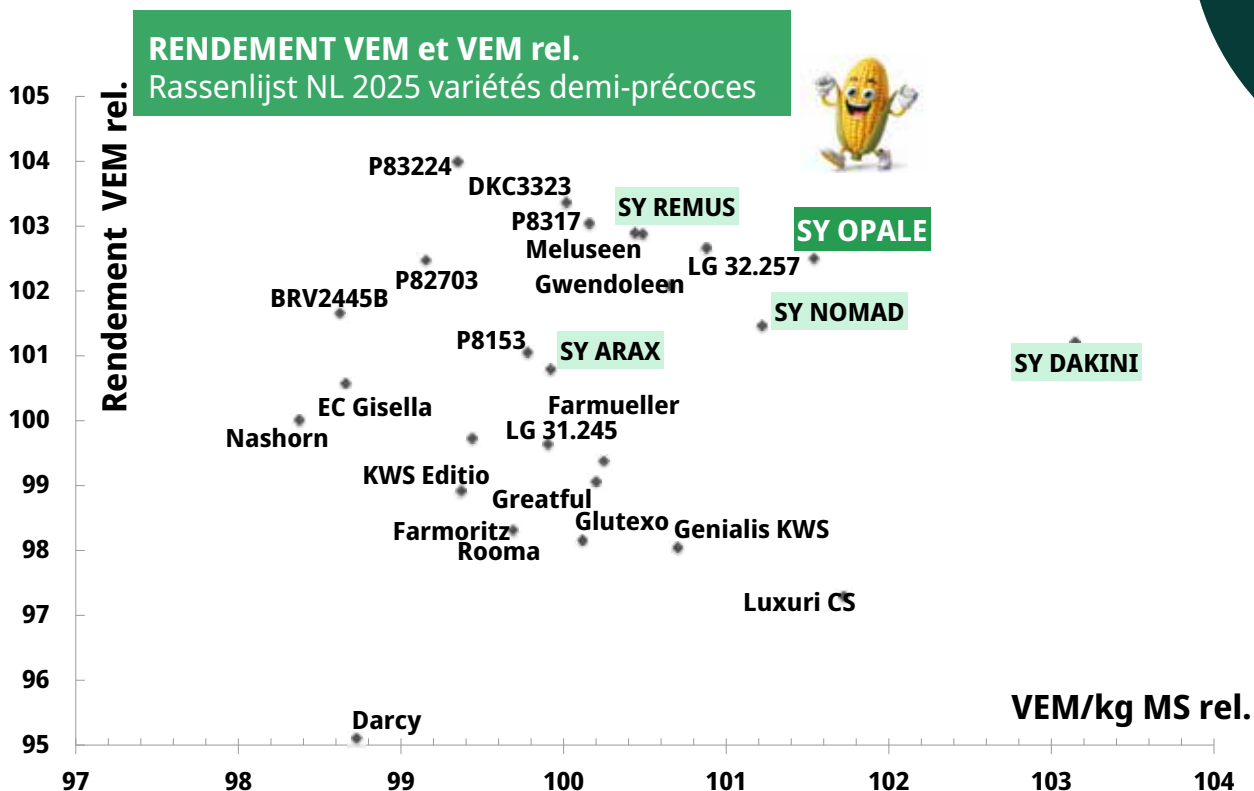 RENDEMENT VEM et VEM rel.
Rassenlijst NL 2025 variétés demi-précoces
Rendement VEM rel.
105
104
103
102
101
100
99
98
97
96
95
P83224
DKC3323
SY REMUS
P8317
SY OPALE
Meluseen
LG 32.257
P82703
Gwendoleen
BRV2445B
SY NOMAD
P8153
SY ARAX
SY DAKINI
EC Gisella
Farmueller
Nashorn
LG 31.245
KWS Editio
Greatful
Glutexo
Genialis KWS
Farmoritz
Rooma
Luxuri CS
Darcy
VEM/kg MS rel.
97
98
99
100
101
102
103
104